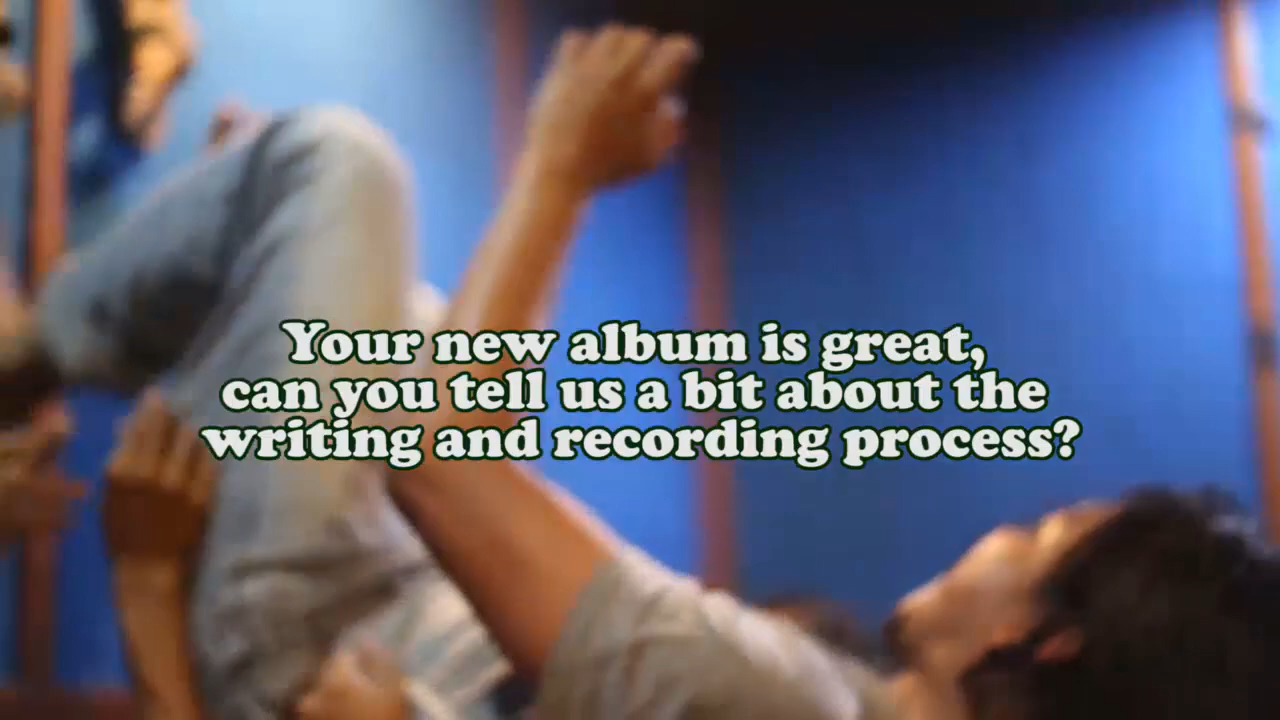 Your new album is great,
can you tell us a bit about the
writing and recording process?